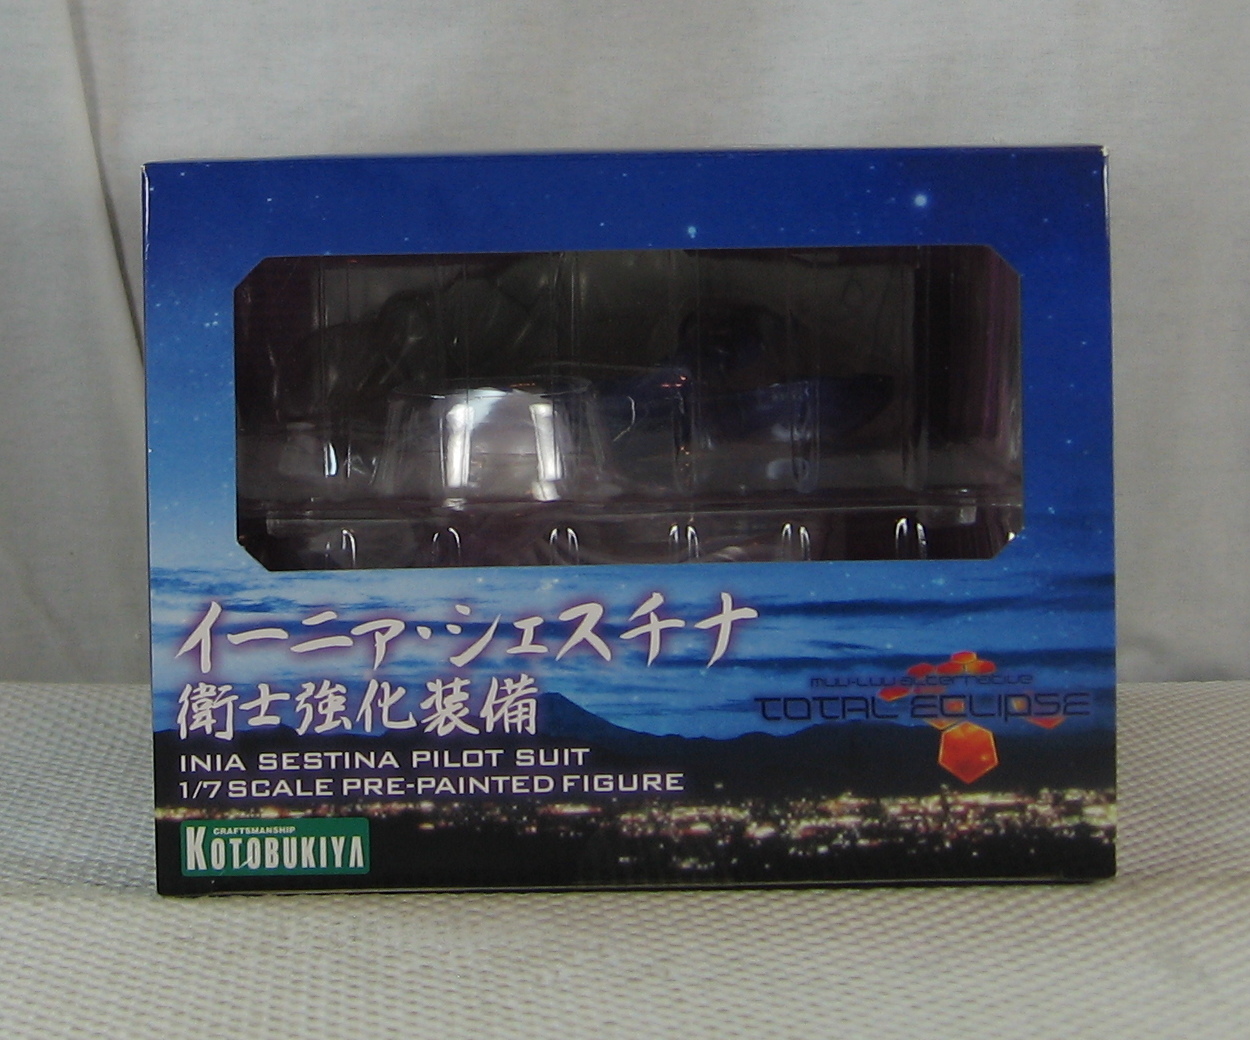 イーニァ・シェスチナ
衛士強化装備
INIA SESTINA PILOT SUIT
1/7 SCALE PRE-PAINTED FIGURE
muv-luv alternative
TOTAL ECLIPSE
CRAFTSMANSHIP
KOTOBUKIYA